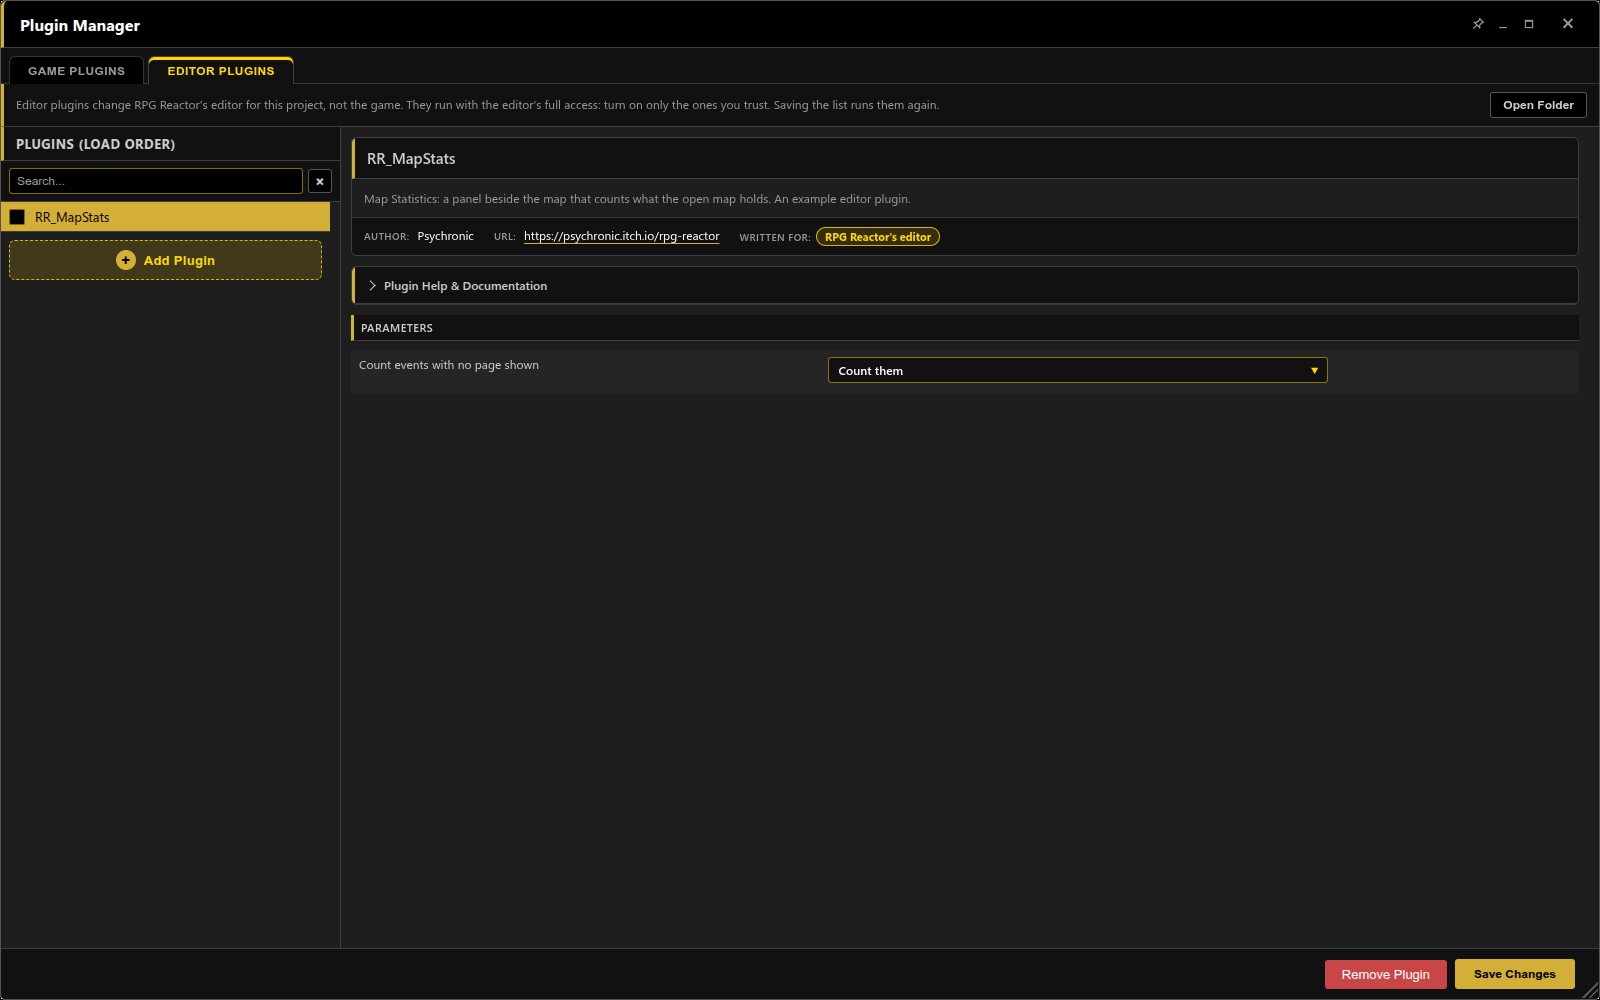 Plugin Manager
GAME PLUGINS
EDITOR PLUGINS
Editor plugins change RPG Reactor's editor for this project, not the game. They run with the editor's full access: turn on only the ones you trust. Saving the list runs them again.
Open Folder
PLUGINS (LOAD ORDER)
Search...
RR_MapStats
Add Plugin
RR_MapStats
Map Statistics: a panel beside the map that counts what the open map holds. An example editor plugin.
AUTHOR: Psychronic URL: https://psychronic.itch.io/rpg-reactor WRITTEN FOR: RPG Reactor's editor
Plugin Help & Documentation
PARAMETERS
Count events with no page shown
Count them
Remove Plugin
Save Changes